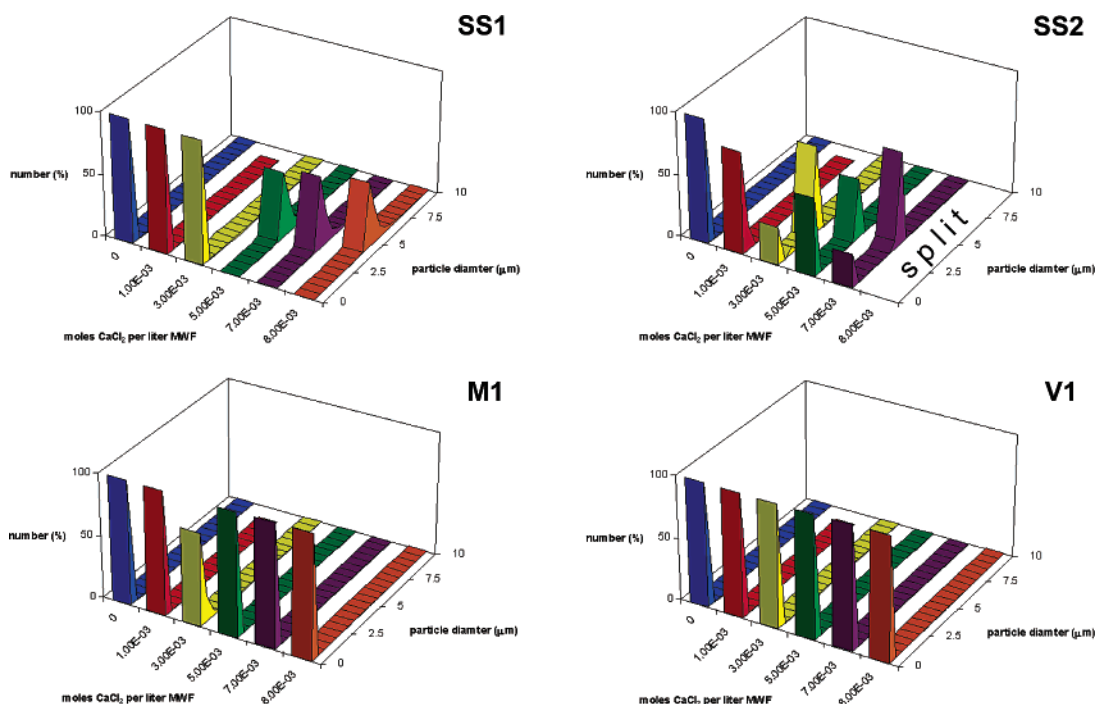 SS1
100
number (%)
50
0
10
7.5
5
2.5
0
particle diamter (μm)
0
1.00E-03
3.00E-03
5.00E-03
7.00E-03
8.00E-03
moles CaCl₂ per liter MWF
SS2
100
number (%)
50
0
10
7.5
5
2.5
0
particle diamter (μm)
split
0
1.00E-03
3.00E-03
5.00E-03
7.00E-03
8.00E-03
moles CaCl₂ per liter MWF
M1
100
number (%)
50
0
10
7.5
5
2.5
0
particle diamter (μm)
0
1.00E-03
3.00E-03
5.00E-03
7.00E-03
8.00E-03
moles CaCl₂ per liter MWF
V1
100
number (%)
50
0
10
7.5
5
2.5
0
particle diamter (μm)
0
1.00E-03
3.00E-03
5.00E-03
7.00E-03
8.00E-03
moles CaCl₂ per liter MWF